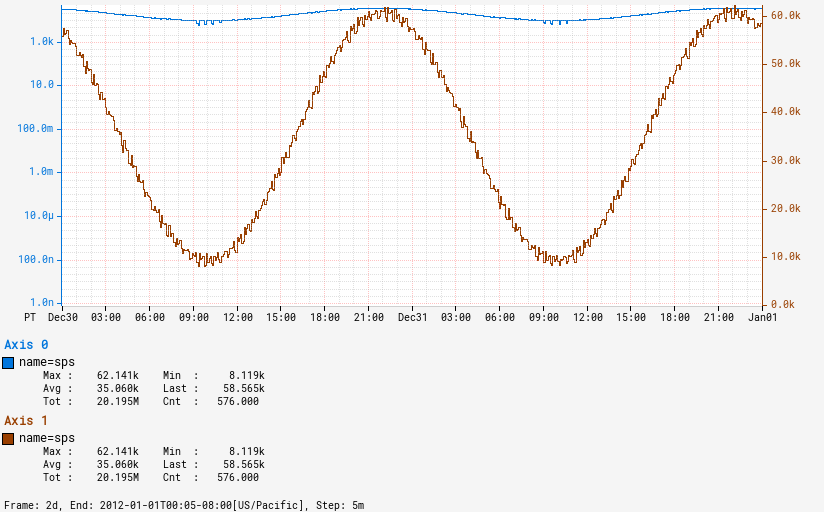 60.0k
1.0k
50.0k
10.0
40.0k
100.0m
30.0k
1.0m
20.0k
10.0μ
10.0k
100.0n
1.0n
0.0k
PT Dec30 03:00 06:00 09:00 12:00 15:00 18:00 21:00 Dec31 03:00 06:00 09:00 12:00 15:00 18:00 21:00 Jan01
Axis 0
name=sps
Max : 62.141k Min : 8.119k
Avg : 35.060k Last : 58.565k
Tot : 20.195M Cnt : 576.000
Axis 1
name=sps
Max : 62.141k Min : 8.119k
Avg : 35.060k Last : 58.565k
Tot : 20.195M Cnt : 576.000
Frame: 2d, End: 2012-01-01T00:05-08:00[US/Pacific], Step: 5m